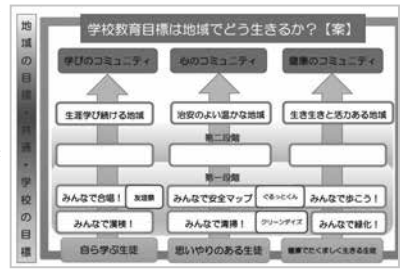 学校教育目標は地域でどう生きるか？【案】
地域の目標・共通・学校の目標
学びのコミュニティ
心のコミュニティ
健康のコミュニティ
生涯学び続ける地域
治安のよい温かな地域
生き生きと活力ある地域
第二段階
第一段階
みんなで合唱！
友垣祭
みんなで安全マップ
ぐるっとくん
みんなで歩こう！
みんなで漢検！
みんなで清掃！
クリーンデイズ
みんなで緑化！
自ら学ぶ生徒
思いやりのある生徒
健康でたくましく生きる生徒